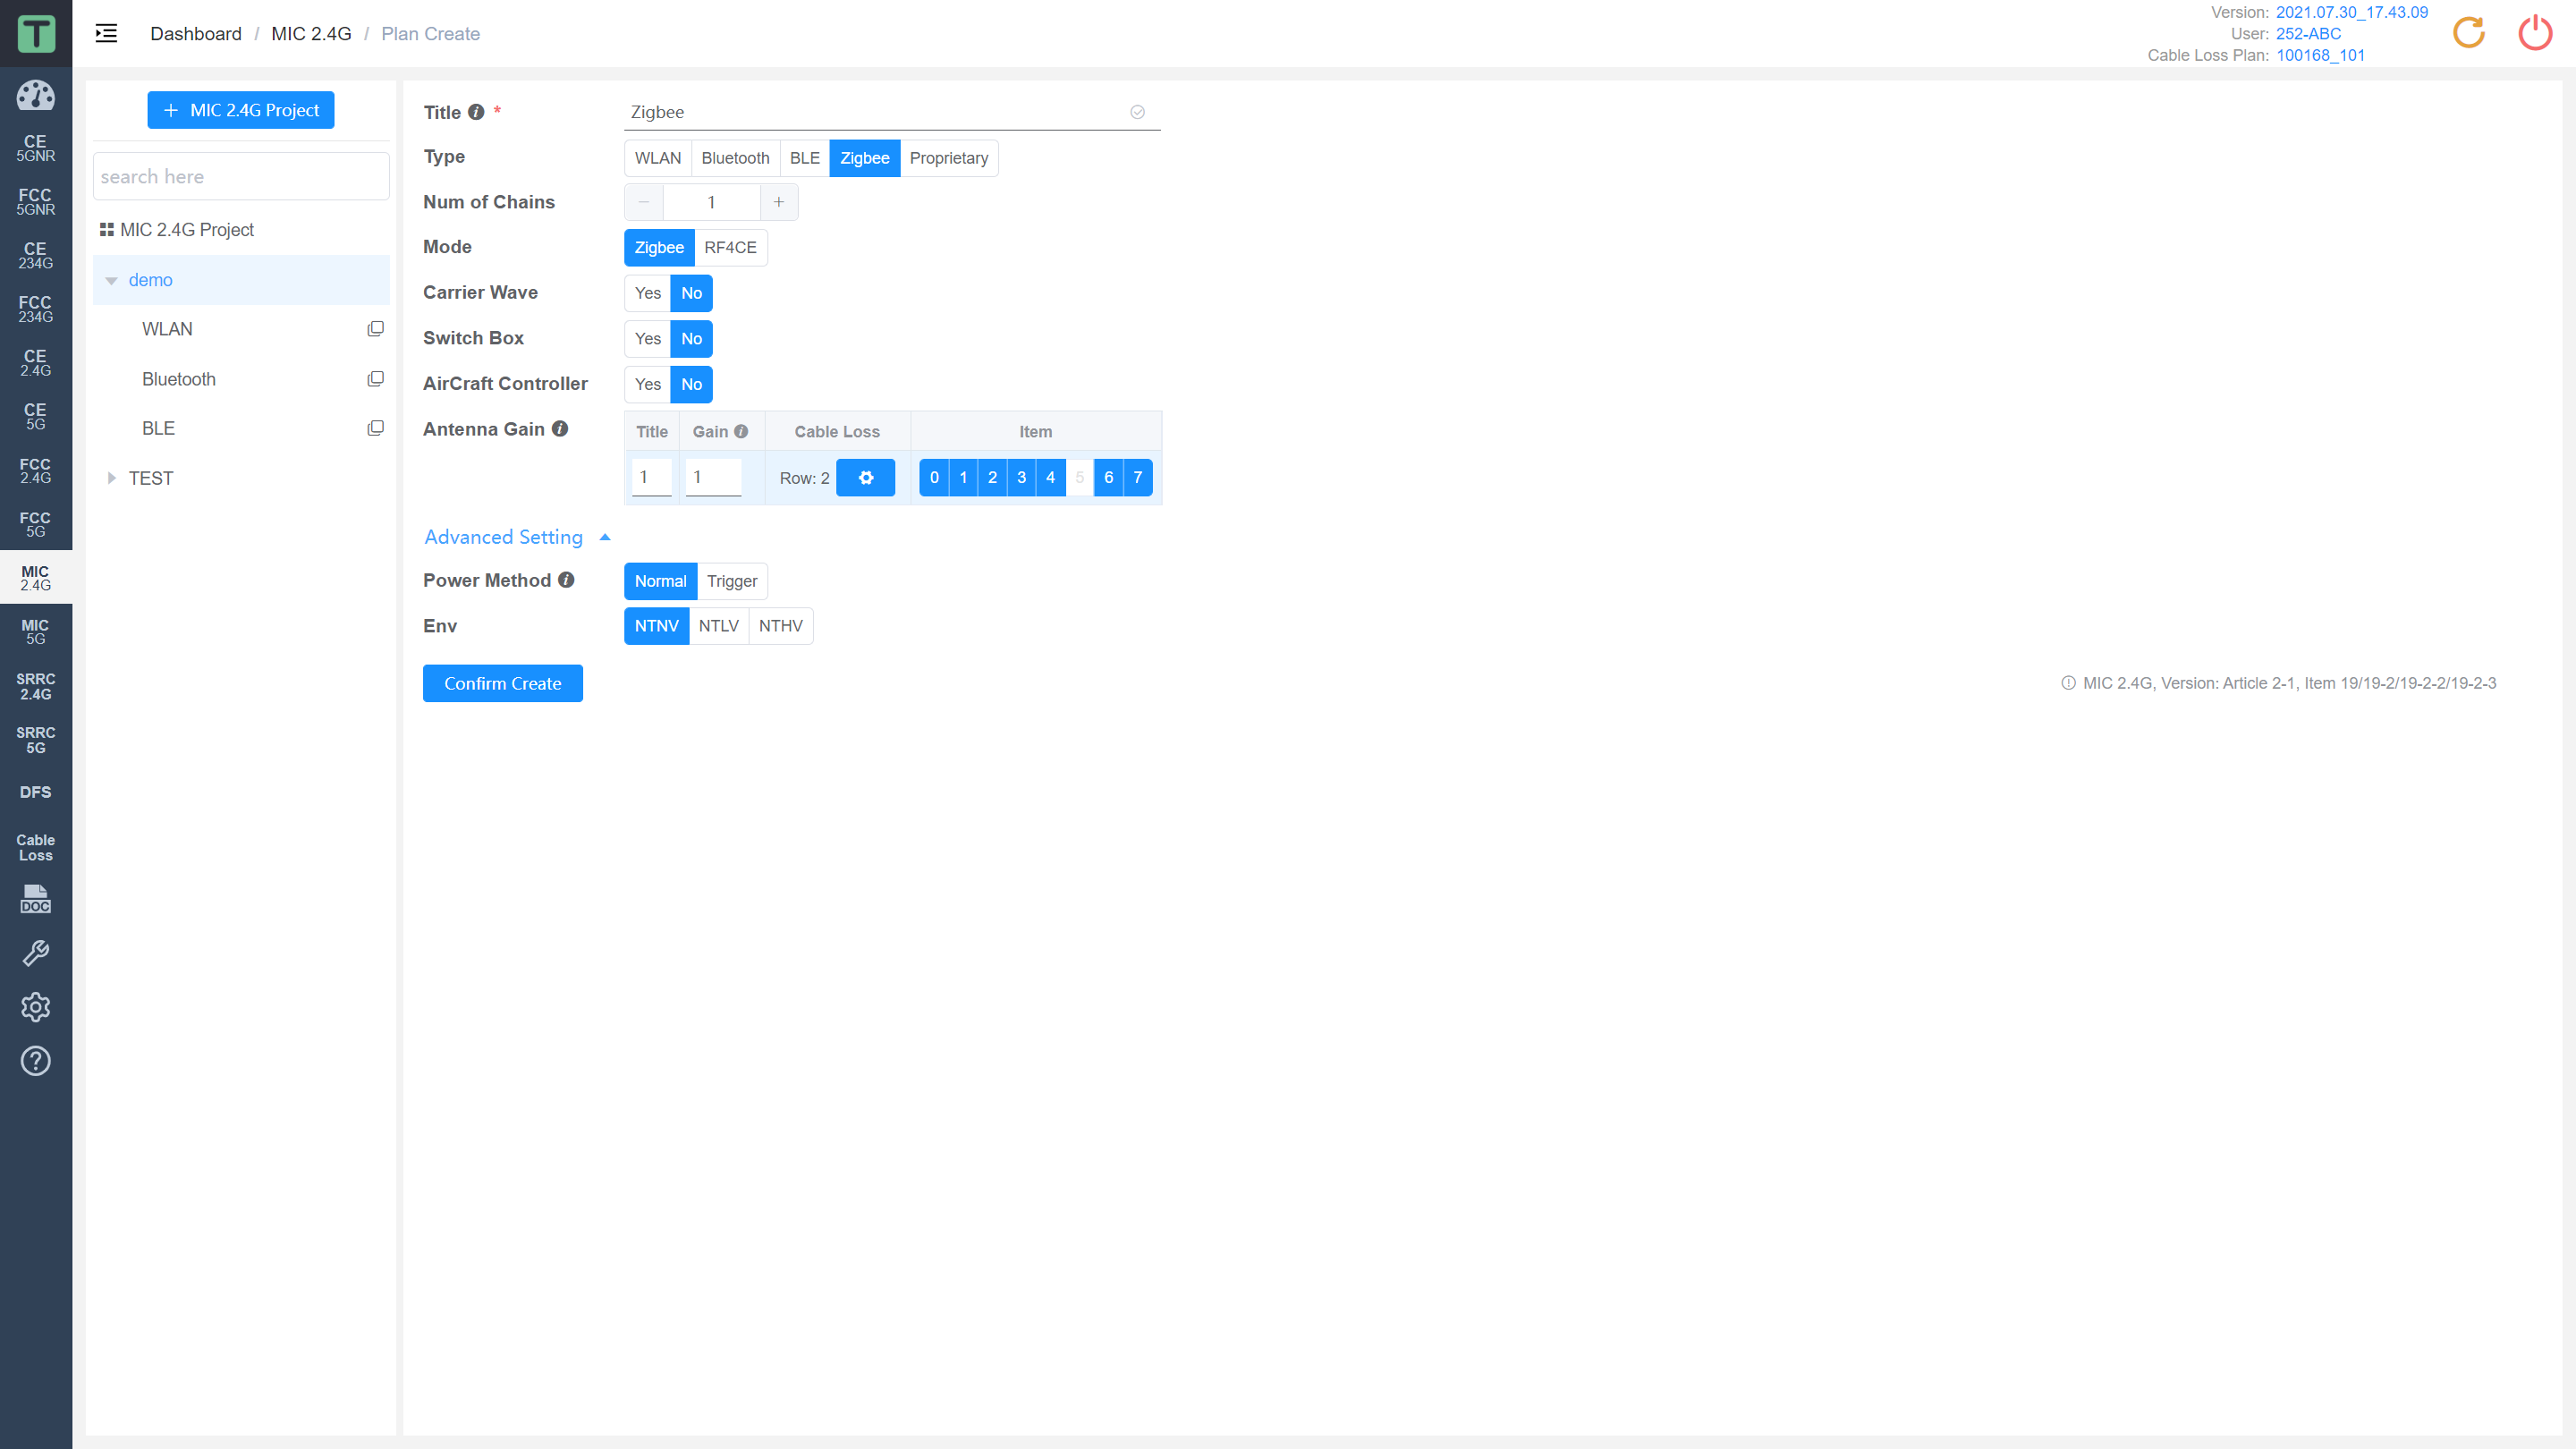 T
Dashboard / MIC 2.4G / Plan Create
Version: 2021.07.30_17.43.09
User: 252-ABC
Cable Loss Plan: 100168_101
CE
5GNR
FCC
5GNR
CE
234G
FCC
234G
CE
2.4G
CE
5G
FCC
2.4G
FCC
5G
MIC
2.4G
MIC
5G
SRRC
2.4G
SRRC
5G
DFS
Cable
Loss
DOC
+ MIC 2.4G Project
search here
MIC 2.4G Project
demo
WLAN
Bluetooth
BLE
TEST
Title * Zigbee
Type WLAN Bluetooth BLE Zigbee Proprietary
Num of Chains − 1 +
Mode Zigbee RF4CE
Carrier Wave Yes No
Switch Box Yes No
AirCraft Controller Yes No
Antenna Gain Title Gain Cable Loss Item
1 1 Row: 2 0 1 2 3 4 5 6 7
Advanced Setting
Power Method Normal Trigger
Env NTNV NTLV NTHV
Confirm Create
MIC 2.4G, Version: Article 2-1, Item 19/19-2/19-2-2/19-2-3